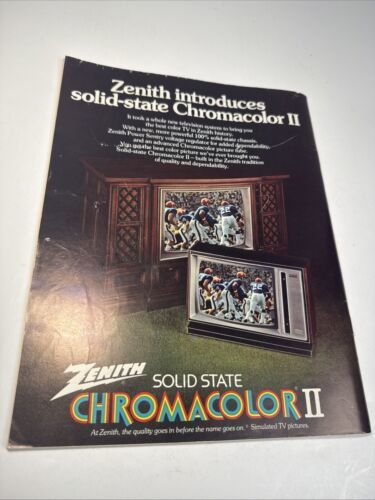 Zenith introduces
solid-state Chromacolor II
It took a whole new television system to bring you
the best color TV in Zenith history.
With a new, more powerful 100% solid-state chassis.
Zenith Power Sentry voltage regulator for added dependability,
and an advanced Chromacolor picture tube.
You get the best color picture we've ever brought you.
Solid-state Chromacolor II – built in the Zenith tradition
of quality and dependability.
ZENITH
SOLID STATE
CHROMACOLOR® II
At Zenith, the quality goes in before the name goes on.® Simulated TV pictures.